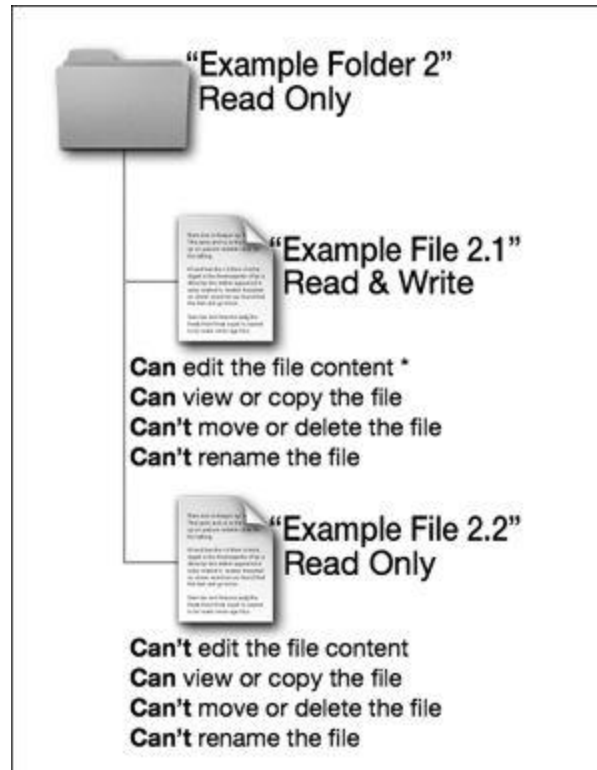 “Example Folder 2”
Read Only
“Example File 2.1”
Read & Write
Can edit the file content *
Can view or copy the file
Can't move or delete the file
Can't rename the file
“Example File 2.2”
Read Only
Can't edit the file content
Can view or copy the file
Can't move or delete the file
Can't rename the file